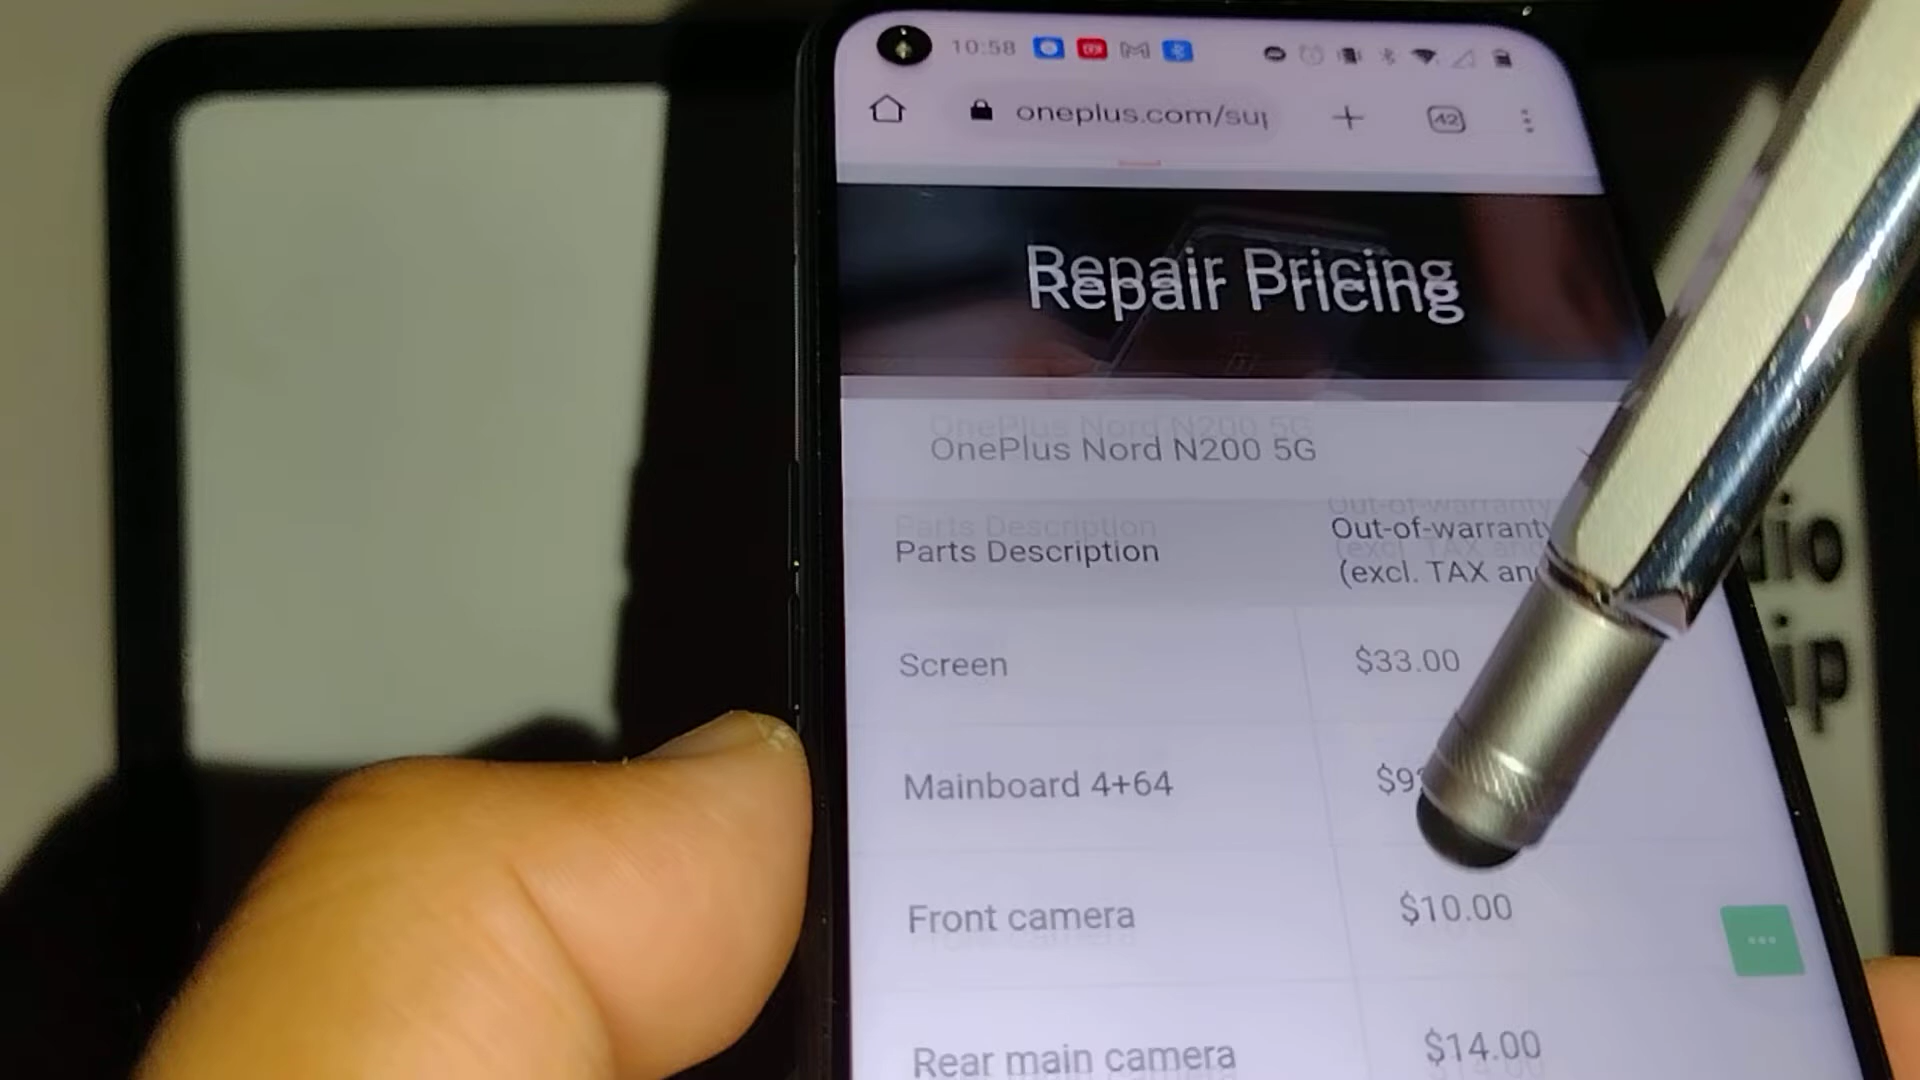 10:58
oneplus.com/sup
42
Repair Pricing
OnePlus Nord N200 5G
Parts Description
Out-of-warranty
(excl. TAX and
Screen
$33.00
Mainboard 4+64
Front camera
$10.00
Rear main camera
$14.00